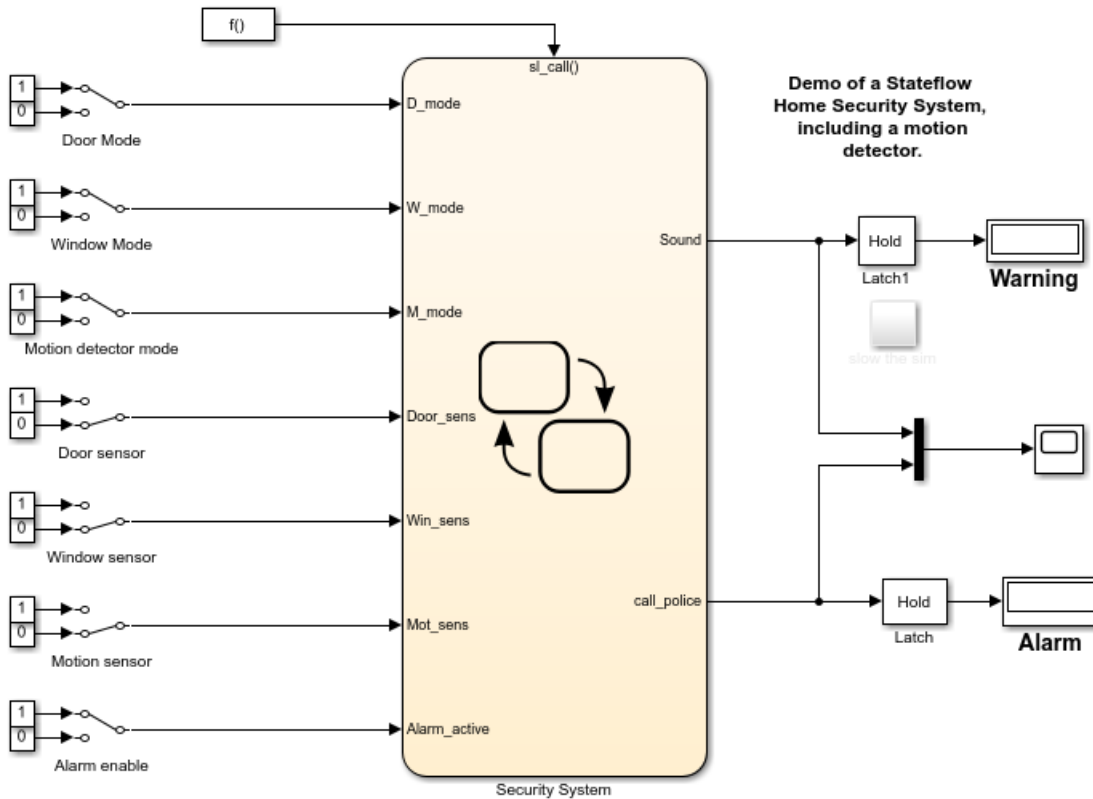 f()
sl_call()
Demo of a Stateflow
Home Security System,
including a motion
detector.
1
0
Door Mode
D_mode
1
0
Window Mode
W_mode
Sound
Hold
Latch1
Warning
1
0
Motion detector mode
M_mode
slow the sim
1
0
Door sensor
Door_sens
1
0
Window sensor
Win_sens
1
0
Motion sensor
Mot_sens
call_police
Hold
Latch
Alarm
1
0
Alarm enable
Alarm_active
Security System